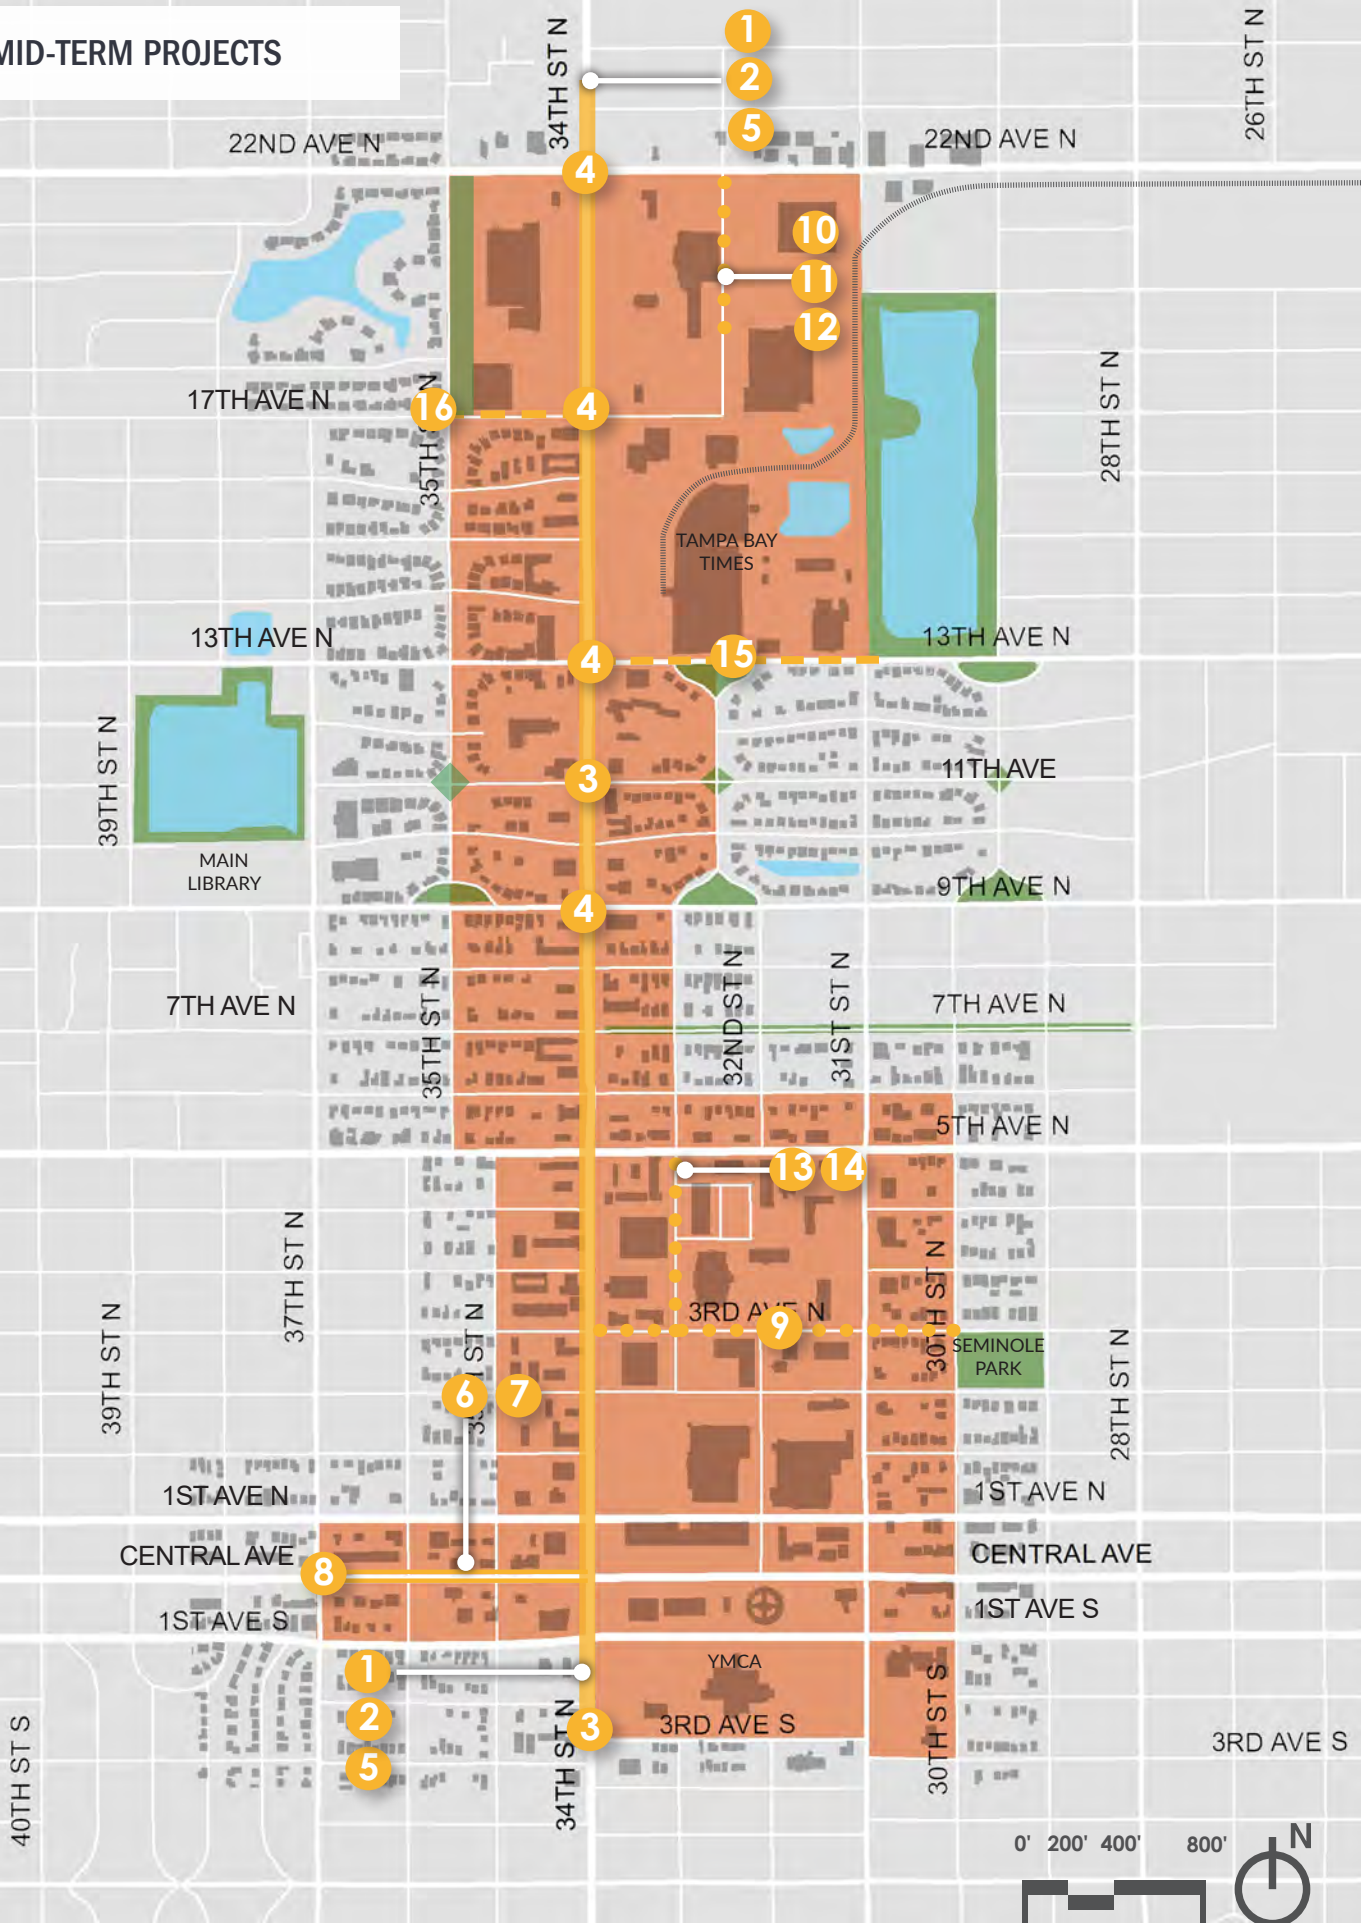 MID-TERM PROJECTS
34TH ST N
1
2
5
26TH ST N
22ND AVE N
22ND AVE N
4
10
11
12
17TH AVE N
16
4
35TH ST N
28TH ST N
TAMPA BAY
TIMES
13TH AVE N
13TH AVE N
4
15
39TH ST N
3
11TH AVE
MAIN
LIBRARY
9TH AVE N
4
35TH ST N
32ND ST N
31ST ST N
7TH AVE N
7TH AVE N
5TH AVE N
13
14
37TH ST N
39TH ST N
30TH ST N
3RD AVE N
9
SEMINOLE
PARK
28TH ST N
6
7
1ST AVE N
1ST AVE N
CENTRAL AVE
CENTRAL AVE
8
1ST AVE S
1ST AVE S
1
2
5
YMCA
3
3RD AVE S
3RD AVE S
34TH ST N
30TH ST S
40TH ST S
0' 200' 400' 800'
N